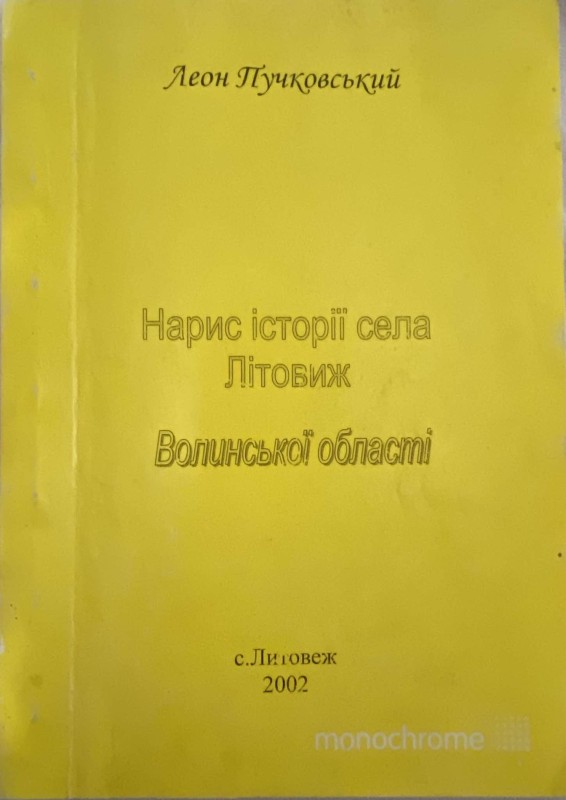 Леон Пучковський
Нарис історії села
Літовиж
Волинської області
с.Литовеж
2002
monochrome